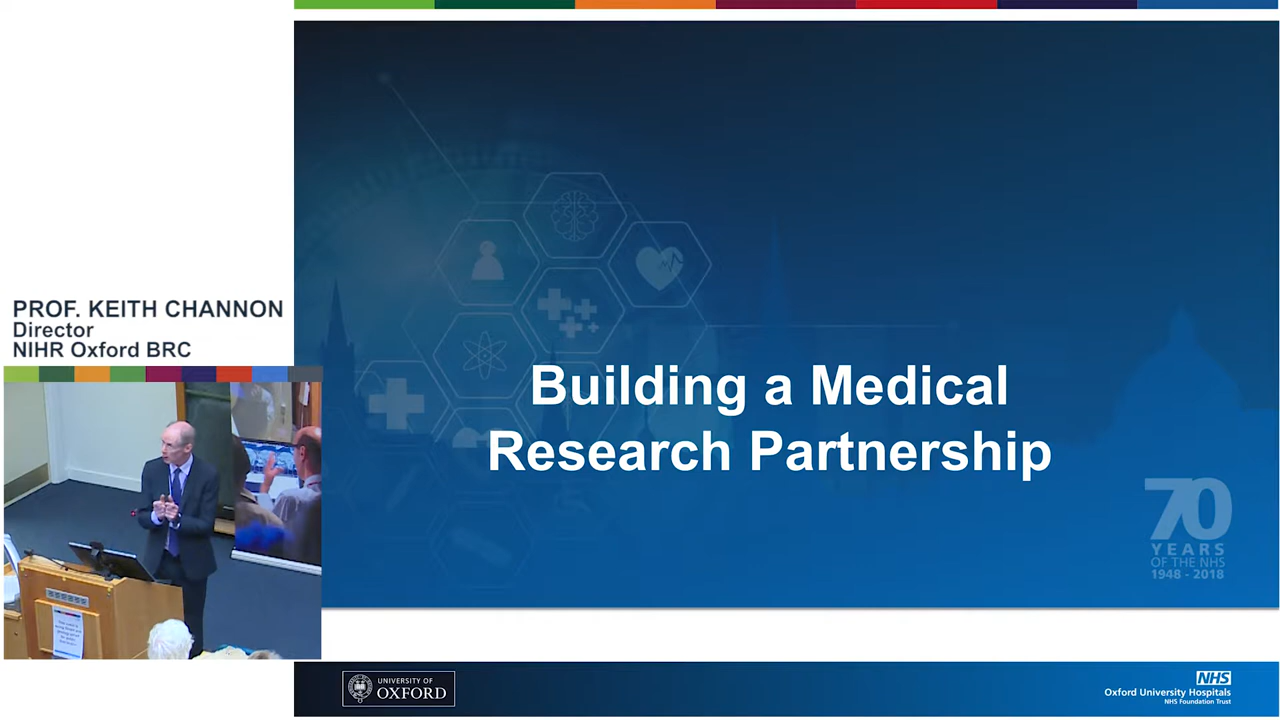 PROF. KEITH CHANNON
Director
NIHR Oxford BRC
Building a Medical
Research Partnership
70
YEARS
OF THE NHS
1948 - 2018
UNIVERSITY OF
OXFORD
NHS
Oxford University Hospitals
NHS Foundation Trust